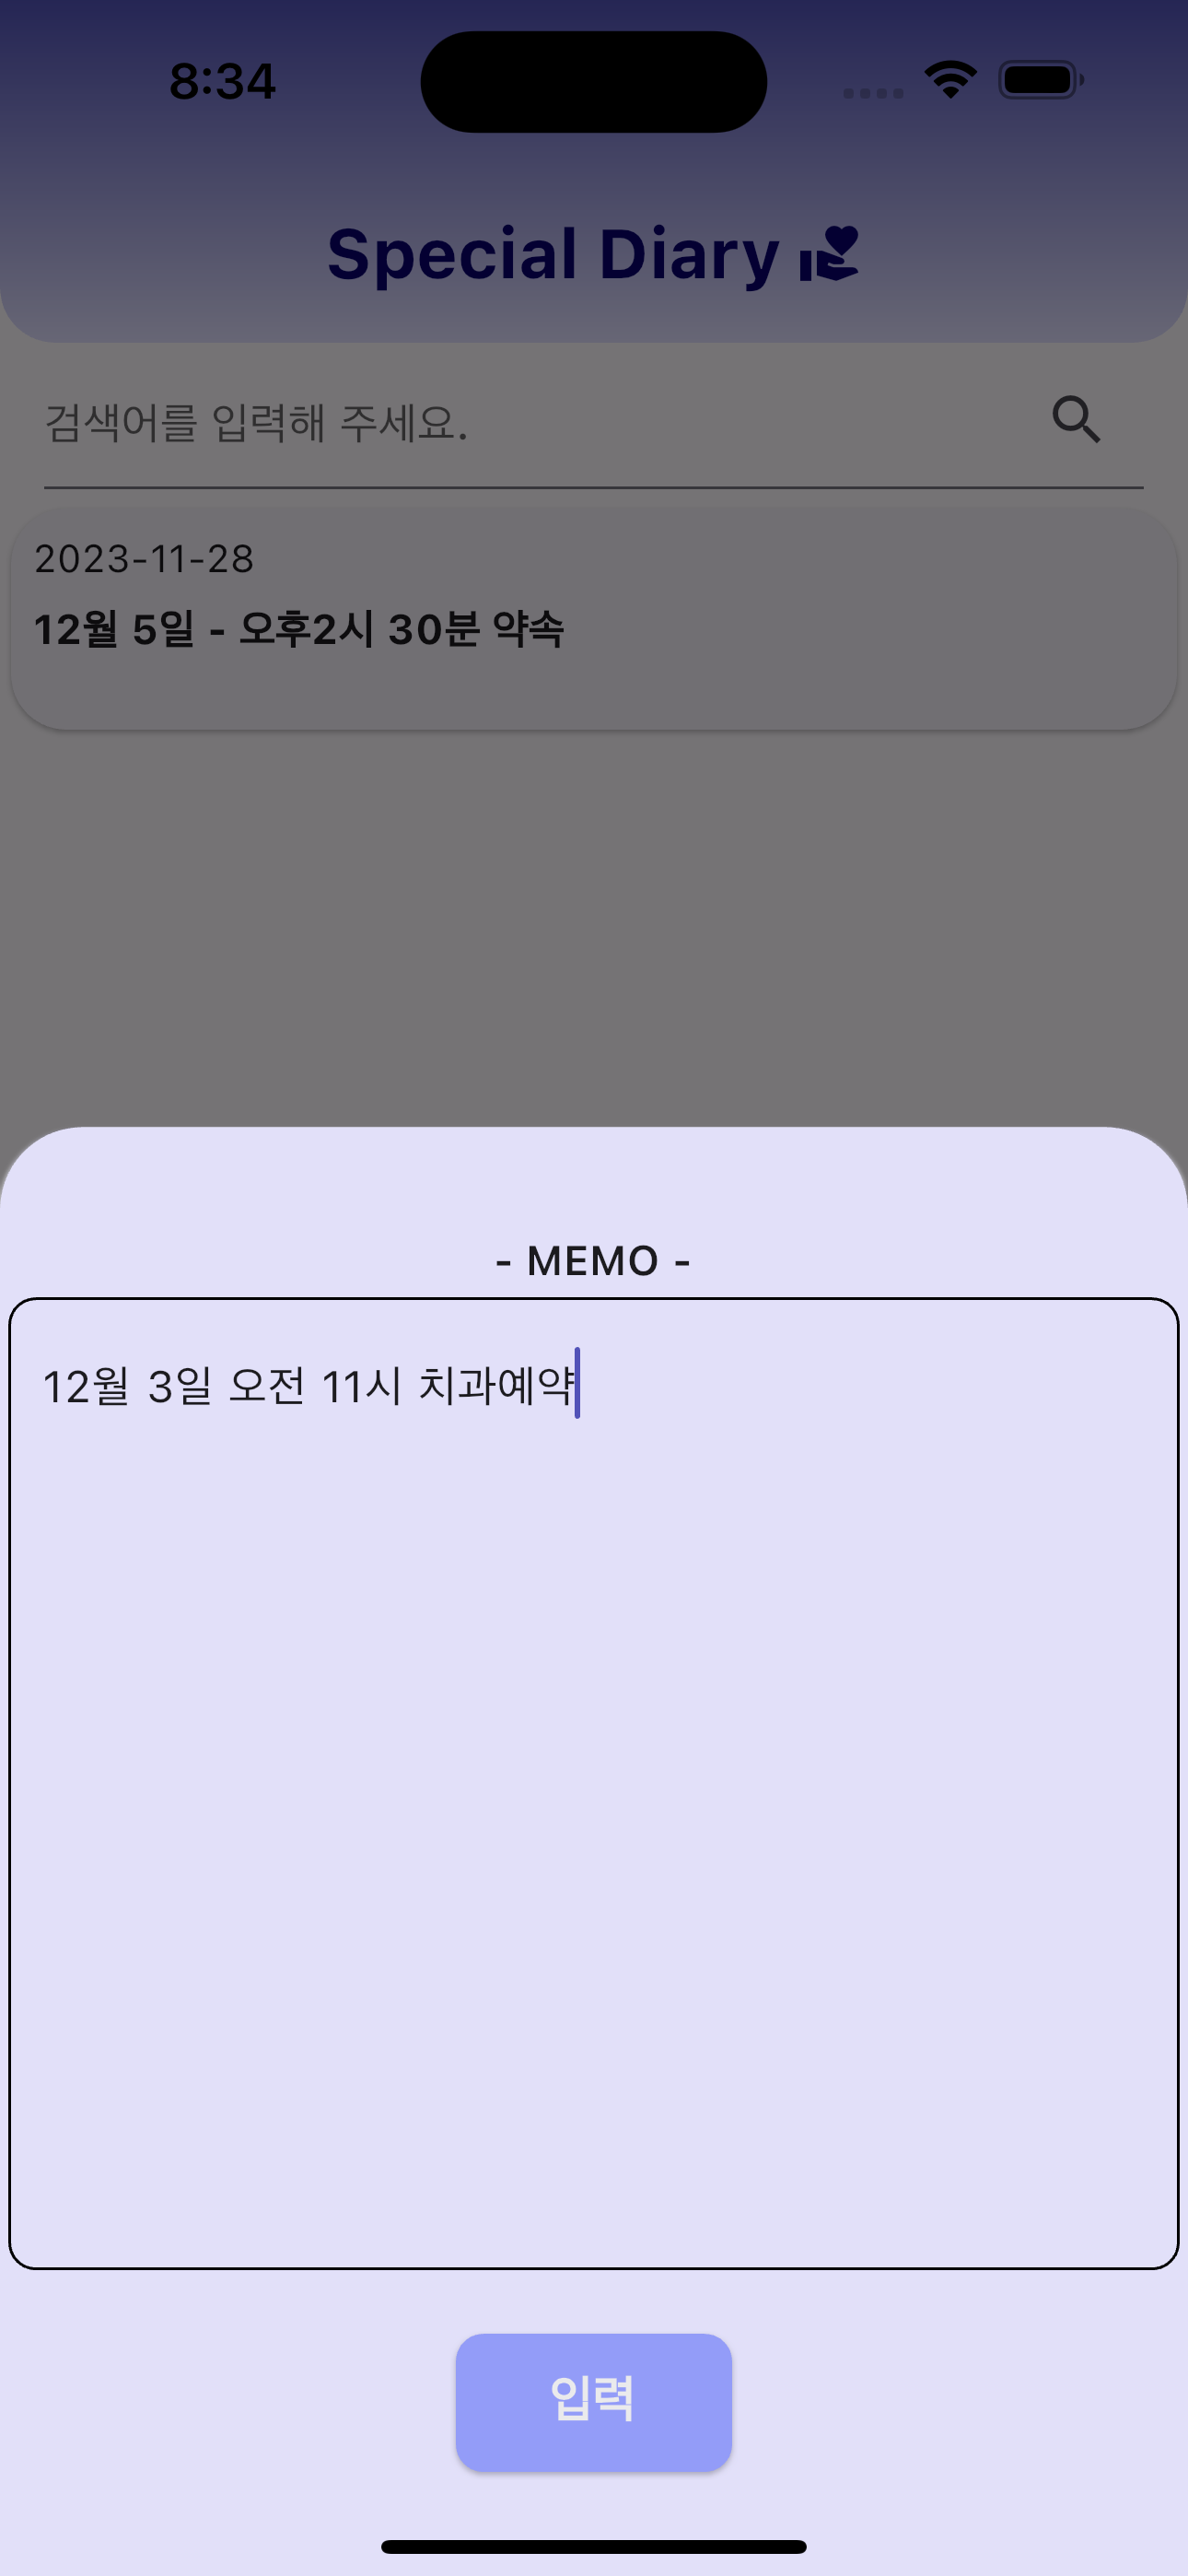 8:34
Special Diary
검색어를 입력해 주세요.
2023-11-28
12월 5일 - 오후2시 30분 약속
- MEMO -
12월 3일 오전 11시 치과예약
입력